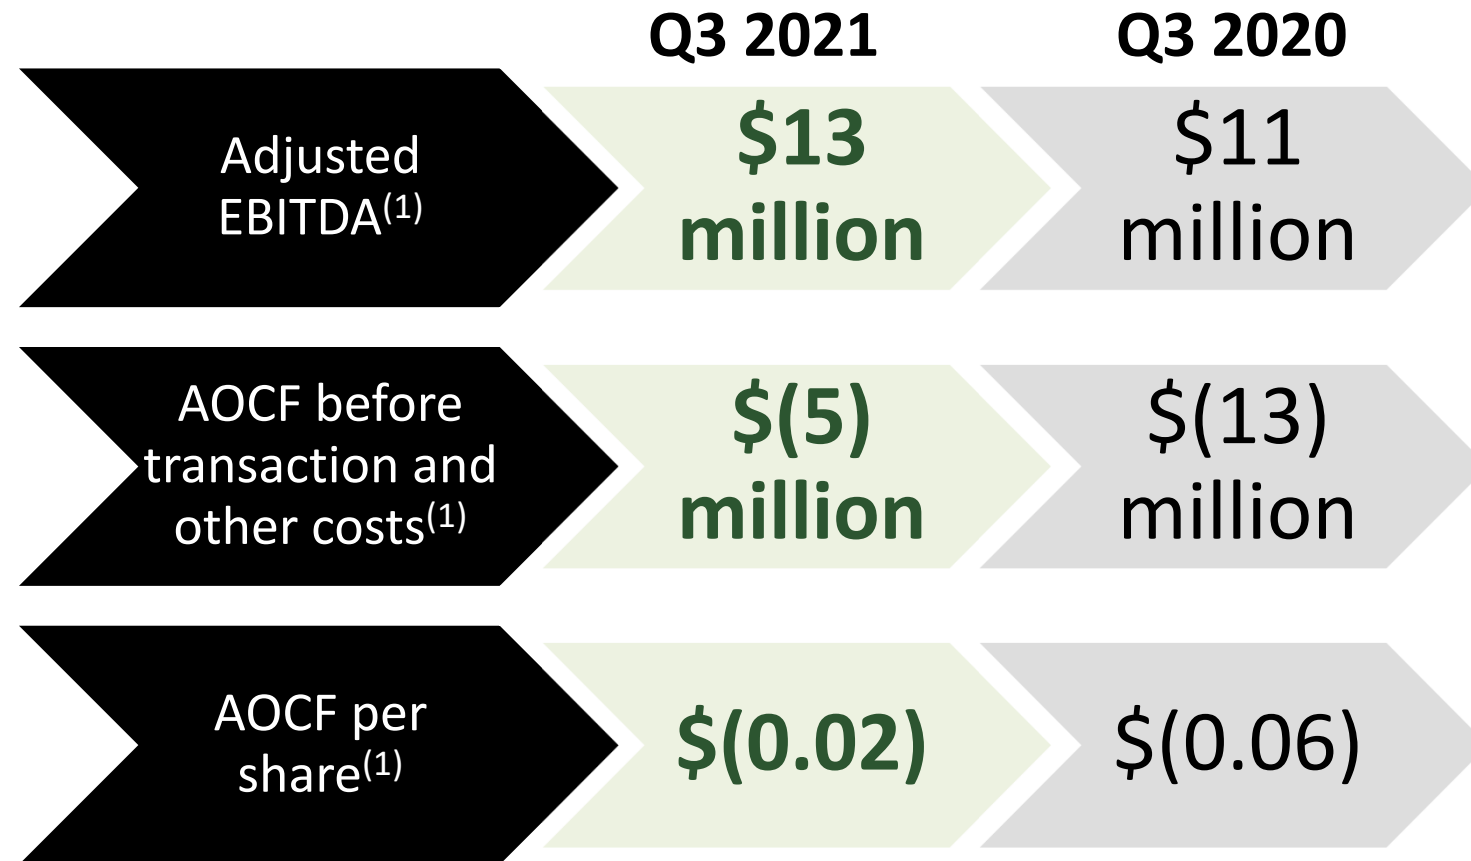 Q3 2021 Q3 2020
Adjusted
EBITDA(1)
$13
million
$11
million
AOCF before
transaction and
other costs(1)
$(5)
million
$(13)
million
AOCF per
share(1)
$(0.02)
$(0.06)